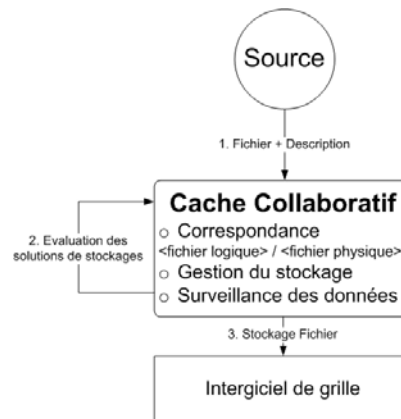 Source
1. Fichier + Description
Cache Collaboratif
○ Correspondance
<fichier logique> / <fichier physique>
○ Gestion du stockage
○ Surveillance des données
2. Evaluation des
solutions de stockages
3. Stockage Fichier
Intergiciel de grille